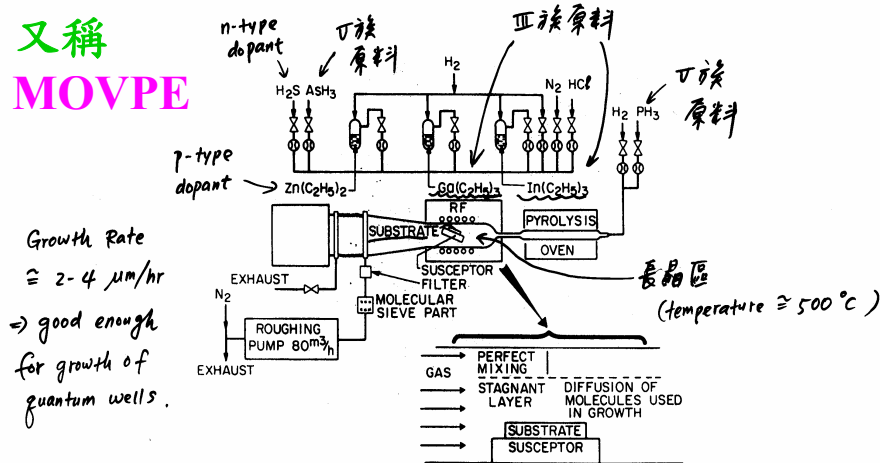 又稱
MOVPE
n-type
dopant
V族
原料
III族原料
H2
H2S AsH3
N2 HCl
H2 PH3
V族
原料
p-type
dopant
Zn(C2H5)2
Ga(C2H5)3
In(C2H5)3
RF
SUBSTRATE
PYROLYSIS
OVEN
SUSCEPTOR
FILTER
MOLECULAR
SIEVE PART
EXHAUST
N2
ROUGHING
PUMP 80m3/h
EXHAUST
長晶區
(temperature ≅ 500°C)
Growth Rate
≅ 2-4 μm/hr
=> good enough
for growth of
quantum wells.
GAS
PERFECT
MIXING
STAGNANT
LAYER
DIFFUSION OF
MOLECULES USED
IN GROWTH
SUBSTRATE
SUSCEPTOR